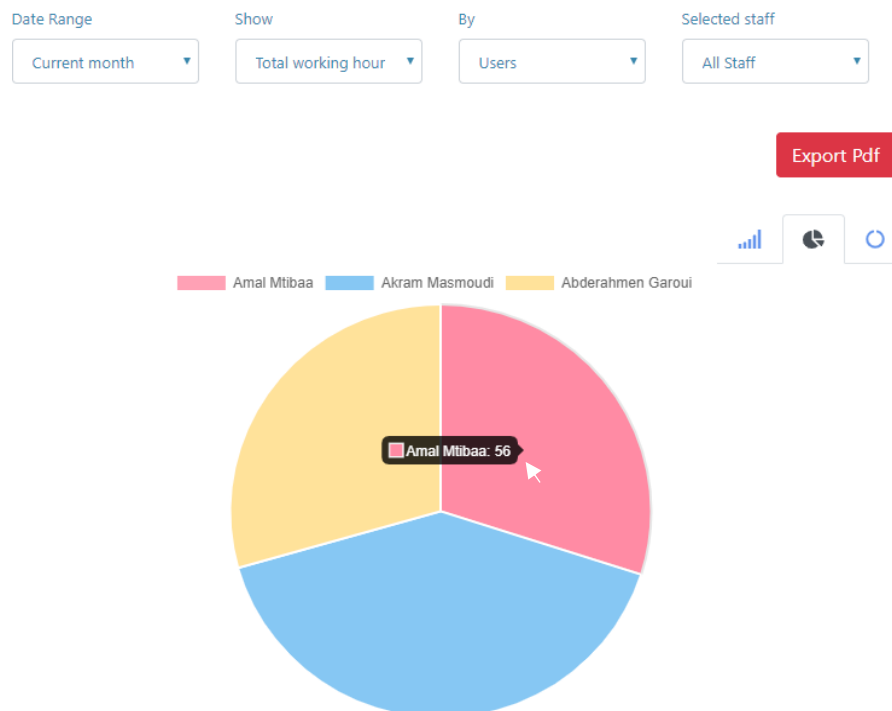 Date Range Show By Selected staff
Current month Total working hour Users All Staff
Export Pdf
Amal Mtibaa Akram Masmoudi Abderahmen Garoui
Amal Mtibaa: 56